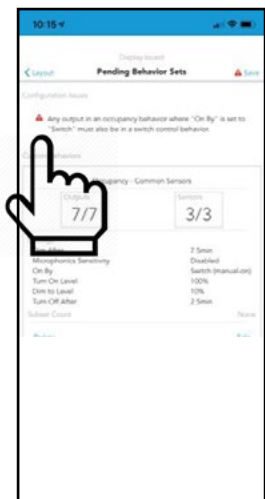 10:15
Display Issued
Layout Pending Behavior Sets Save
Configuration Issues
Any output in an occupancy behavior where "On By" is set to
"Switch" must also be in a switch control behavior.
Behaviors
Occupancy - Common Sensors
Outputs Sensors
7/7 3/3
After 7.5min
Microphonics Sensitivity Disabled
On By Switch (manual-on)
Turn On Level 100%
Dim to Level 10%
Turn Off After 2.5min
Subset Count None